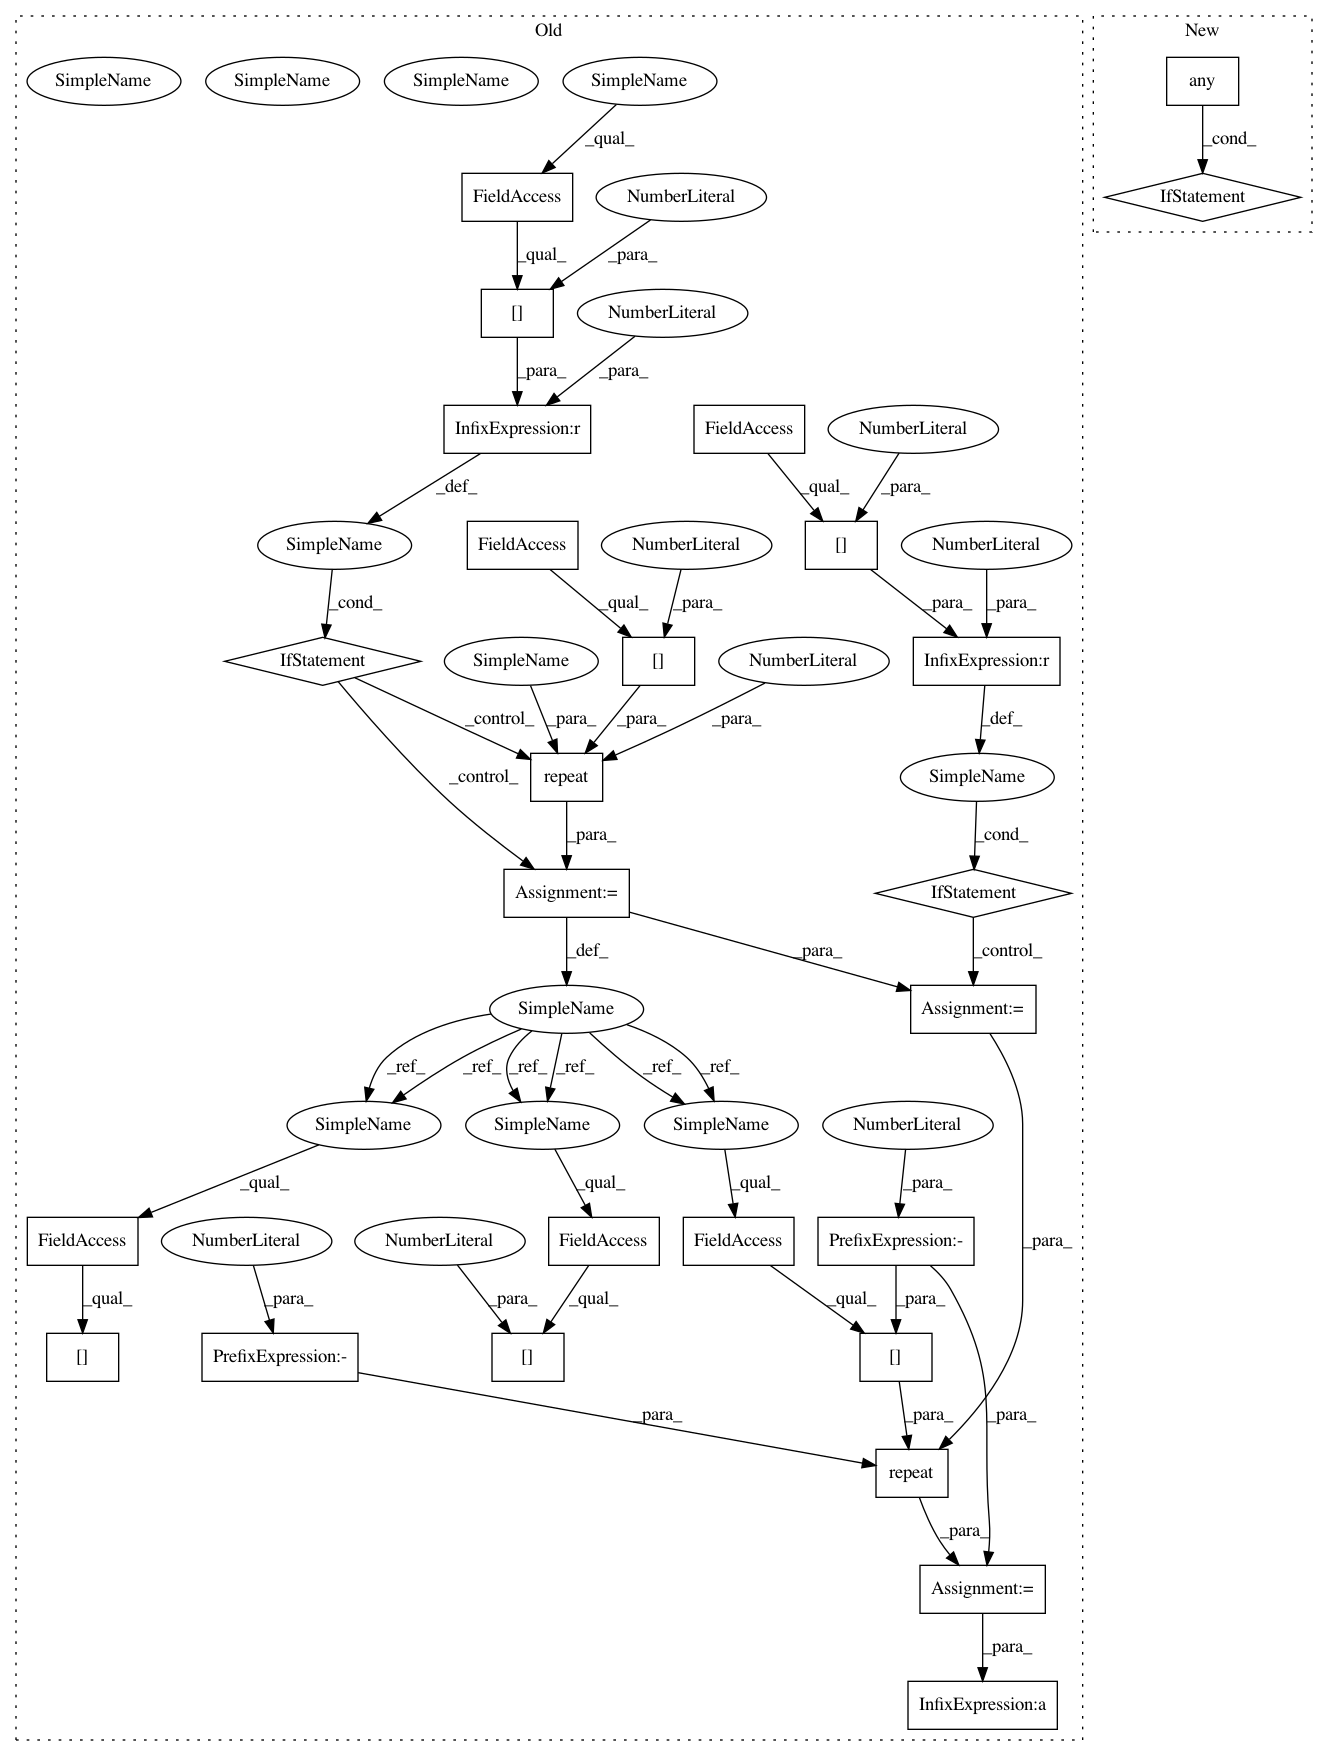 Old
New
SimpleName
SimpleName
SimpleName
SimpleName
any
_qual_
_cond_
FieldAccess
NumberLiteral
IfStatement
_qual_
_para_
[]
NumberLiteral
_para_
_para_
InfixExpression:r
FieldAccess
NumberLiteral
_def_
_qual_
_para_
SimpleName
FieldAccess
NumberLiteral
[]
NumberLiteral
_cond_
_qual_
_para_
_para_
_para_
IfStatement
SimpleName
[]
NumberLiteral
InfixExpression:r
_control_
_para_
_para_
_para_
_def_
_control_
repeat
SimpleName
_para_
_cond_
Assignment:=
IfStatement
_def_
_para_
_control_
SimpleName
Assignment:=
_ref_
_ref_
_ref_
_ref_
_ref_
_ref_
SimpleName
SimpleName
SimpleName
NumberLiteral
_qual_
_qual_
_qual_
_para_
FieldAccess
NumberLiteral
NumberLiteral
FieldAccess
FieldAccess
PrefixExpression:-
_para_
_qual_
_para_
_para_
_qual_
_qual_
_para_
[]
PrefixExpression:-
[]
[]
_para_
_para_
_para_
repeat
_para_
Assignment:=
_para_
InfixExpression:a